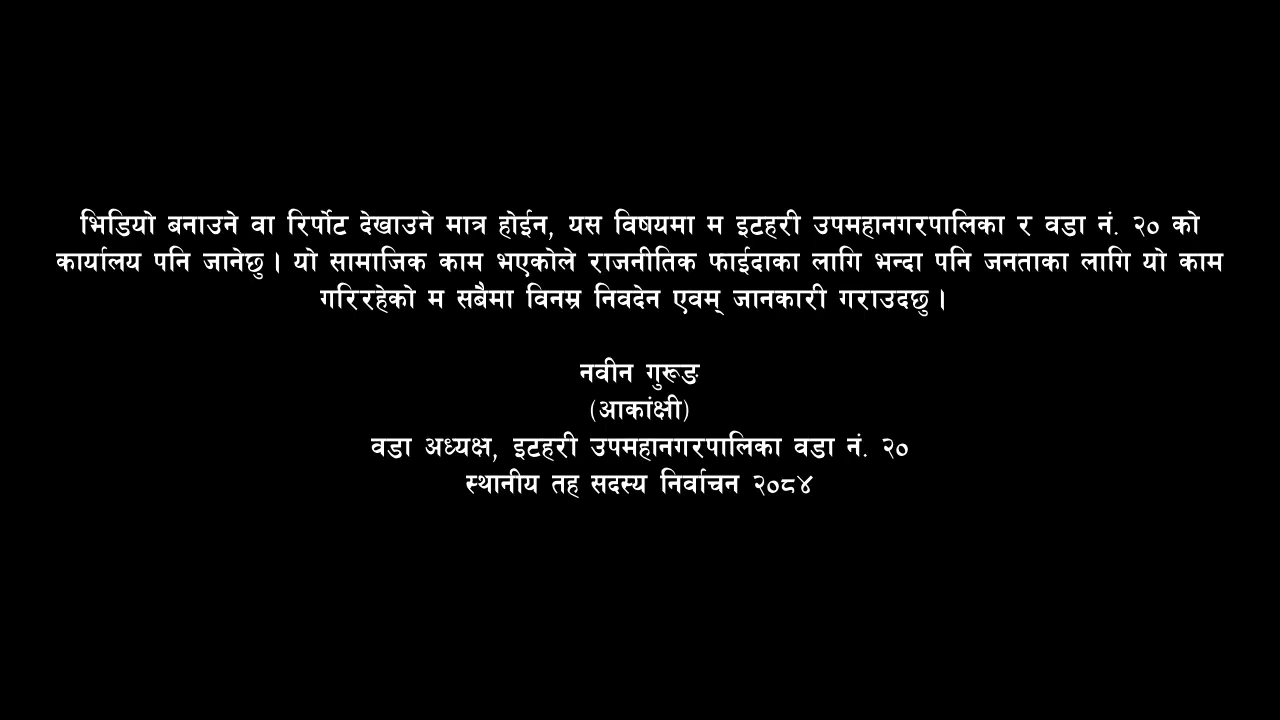 भिडियो बनाउने वा रिर्पोट देखाउने मात्र होईन, यस विषयमा म इटहरी उपमहानगरपालिका र वडा नं. २० को
कार्यालय पनि जानेछु। यो सामाजिक काम भएकोले राजनीतिक फाईदाका लागि भन्दा पनि जनताका लागि यो काम
गरिरहेको म सबैमा विनम्र निवदेन एवम् जानकारी गराउदछु।
नवीन गुरूङ
(आकांक्षी)
वडा अध्यक्ष, इटहरी उपमहानगरपालिका वडा नं. २०
स्थानीय तह सदस्य निर्वाचन २०८४